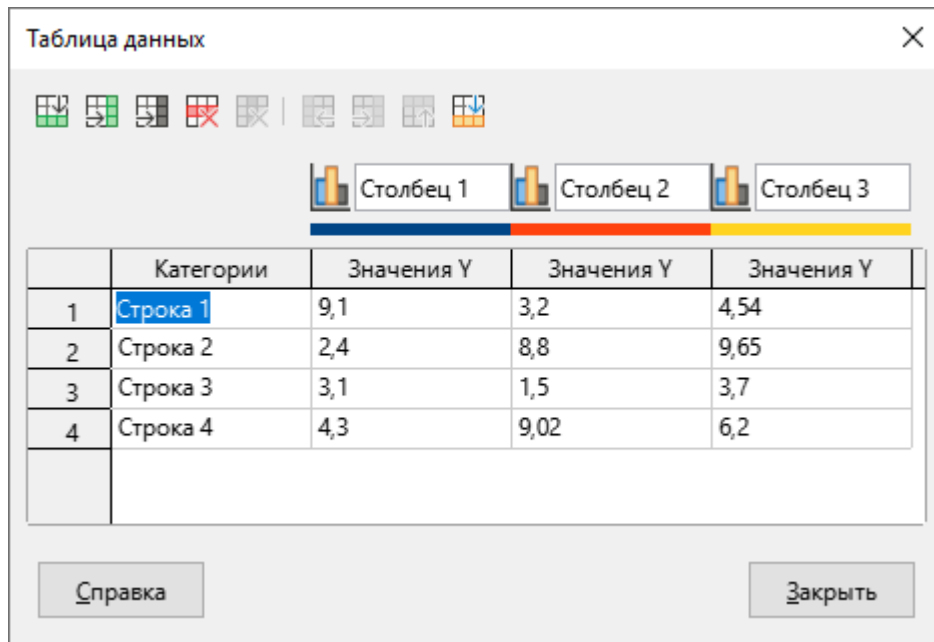 Таблица данных
Столбец 1 Столбец 2 Столбец 3
Категории Значения Y Значения Y Значения Y
1 Строка 1 9,1 3,2 4,54
2 Строка 2 2,4 8,8 9,65
3 Строка 3 3,1 1,5 3,7
4 Строка 4 4,3 9,02 6,2
Справка Закрыть